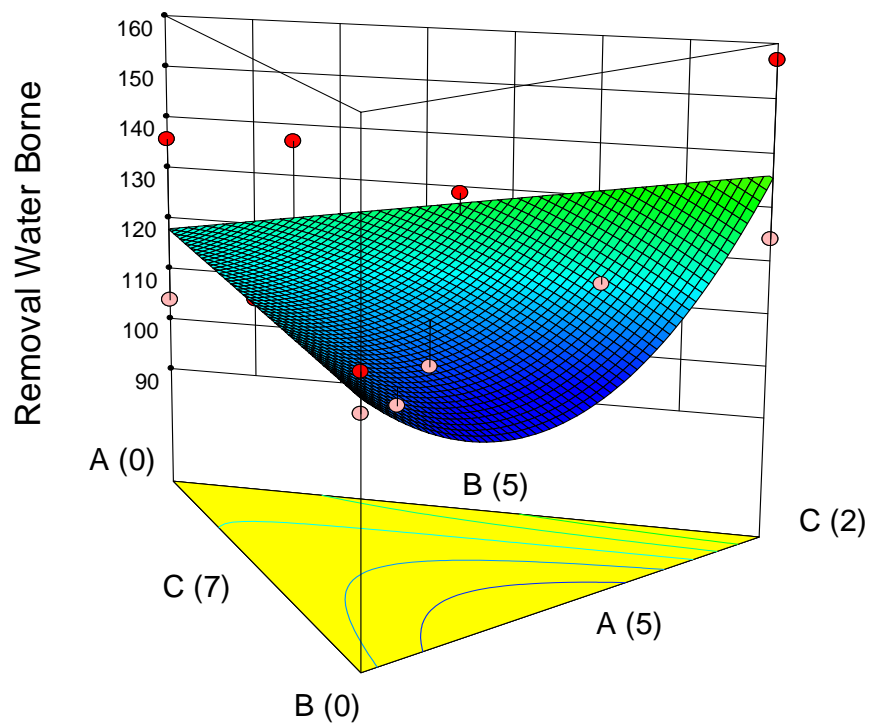 160
150
140
130
120
110
100
90
Removal Water Borne
A (0)
B (5)
C (2)
C (7)
A (5)
B (0)